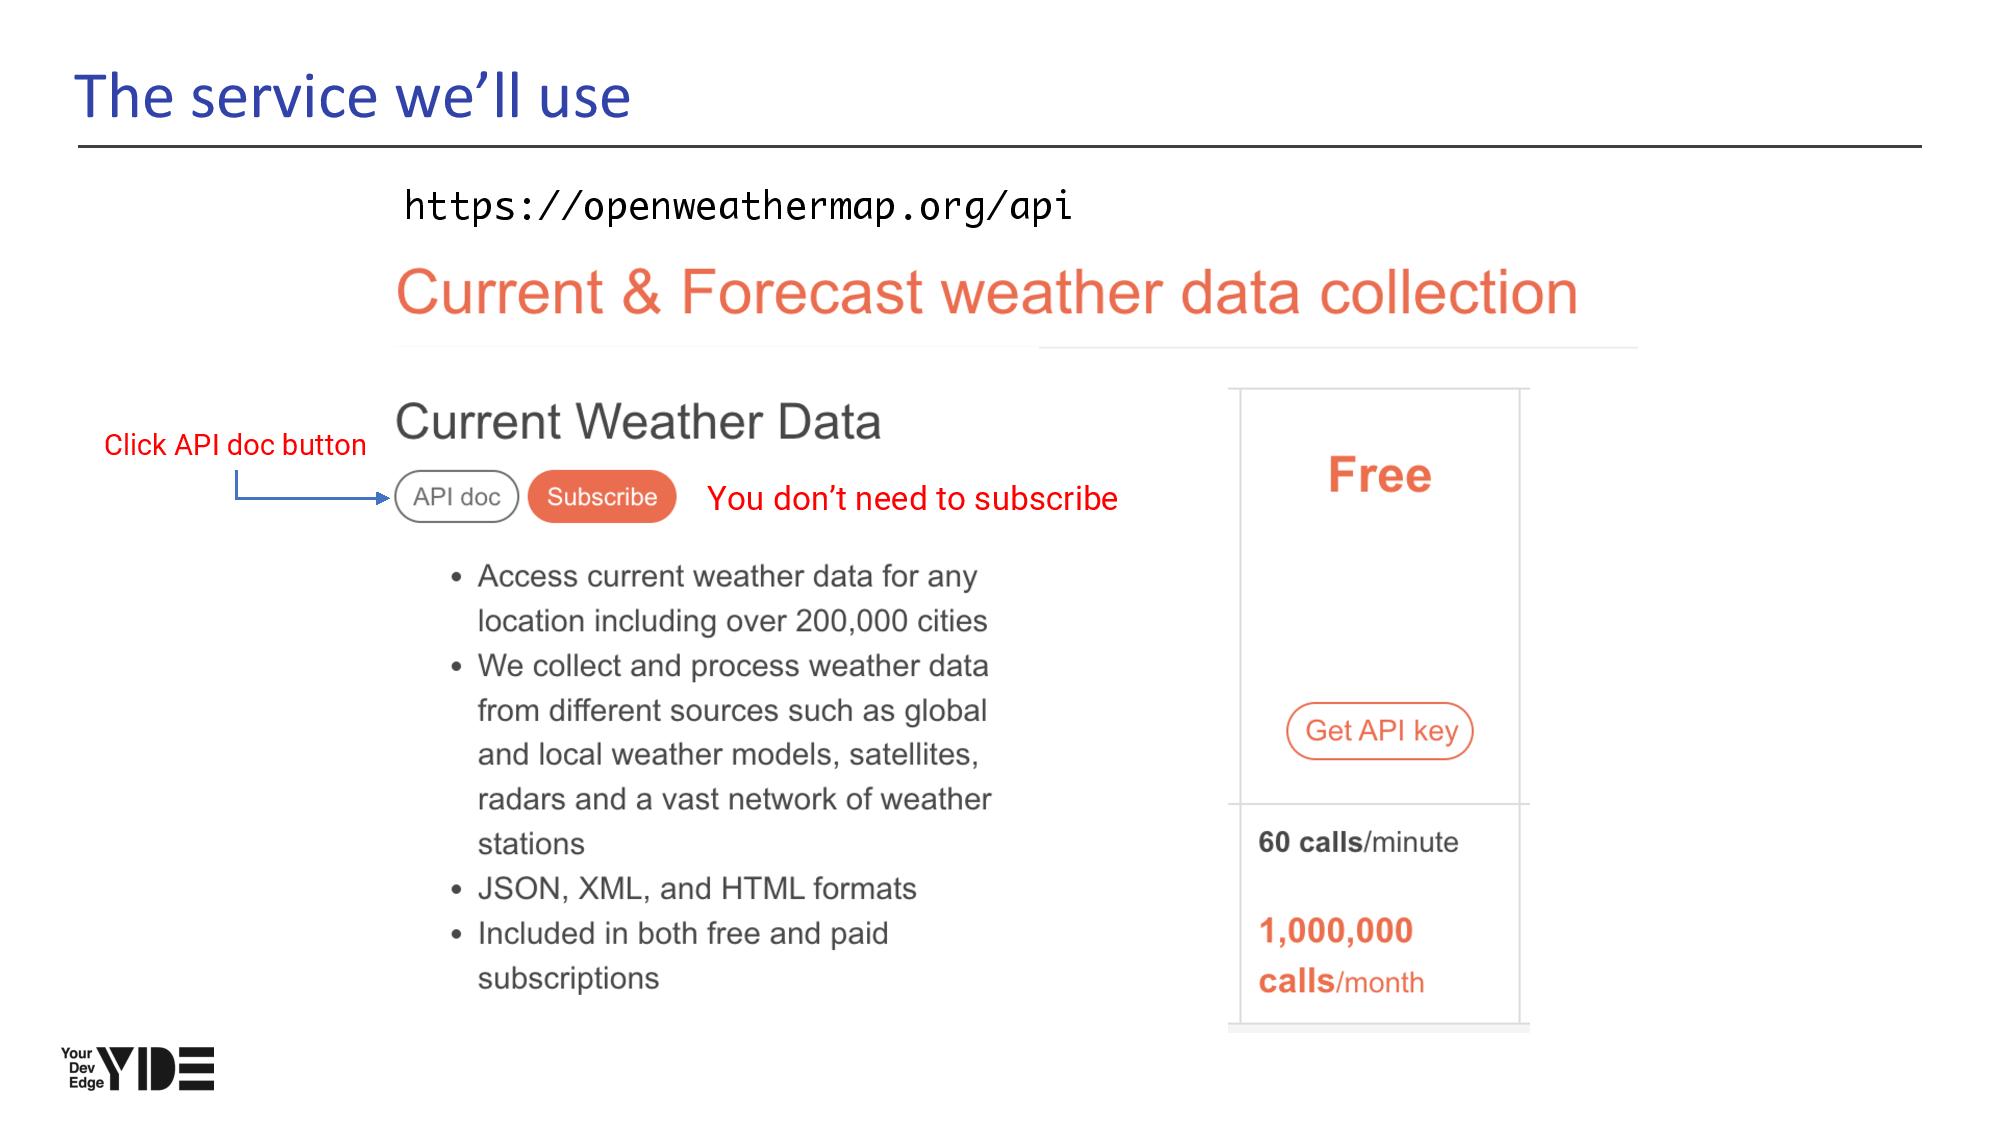 The service we’ll use
https://openweathermap.org/api
Current & Forecast weather data collection
Current Weather Data
Click API doc button
API doc
Subscribe
You don’t need to subscribe
• Access current weather data for any
location including over 200,000 cities
• We collect and process weather data
from different sources such as global
and local weather models, satellites,
radars and a vast network of weather
stations
• JSON, XML, and HTML formats
• Included in both free and paid
subscriptions
Free
Get API key
60 calls/minute
1,000,000
calls/month
Your
Dev
Edge
YDE